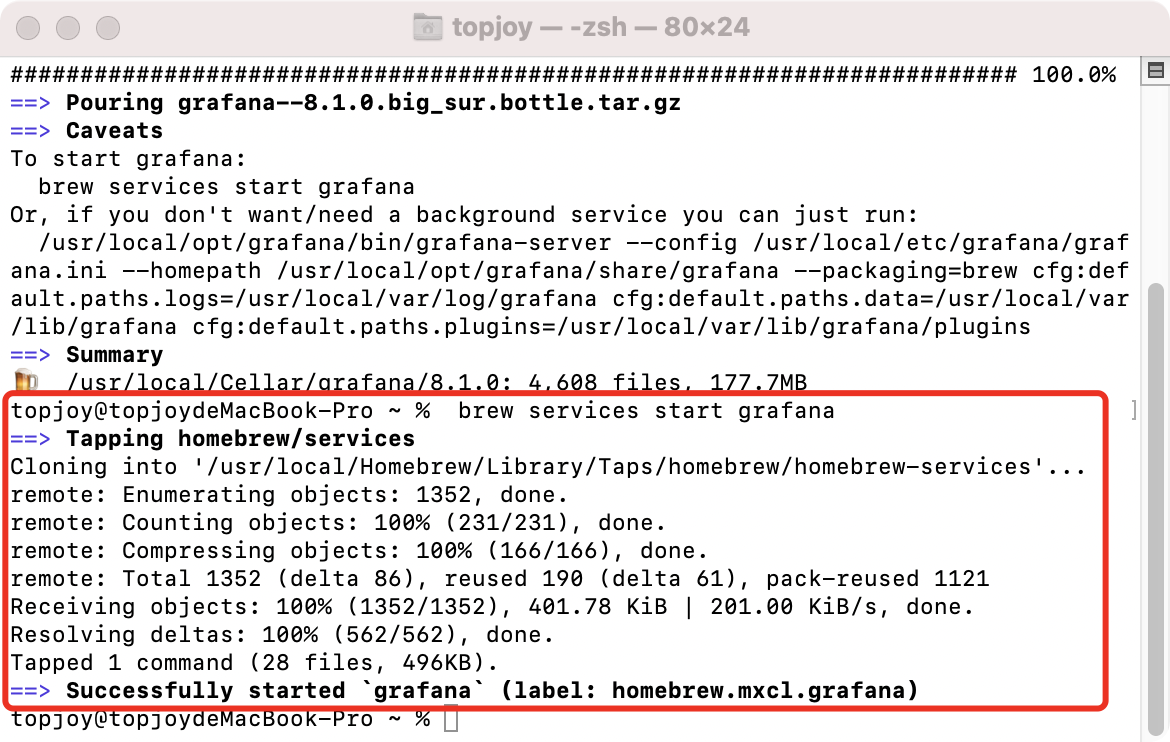 topjoy — -zsh — 80×24
######################################################################## 100.0%
==> Pouring grafana--8.1.0.big_sur.bottle.tar.gz
==> Caveats
To start grafana:
  brew services start grafana
Or, if you don't want/need a background service you can just run:
  /usr/local/opt/grafana/bin/grafana-server --config /usr/local/etc/grafana/graf
ana.ini --homepath /usr/local/opt/grafana/share/grafana --packaging=brew cfg:def
ault.paths.logs=/usr/local/var/log/grafana cfg:default.paths.data=/usr/local/var
/lib/grafana cfg:default.paths.plugins=/usr/local/var/lib/grafana/plugins
==> Summary
🍺  /usr/local/Cellar/grafana/8.1.0: 4,608 files, 177.7MB
topjoy@topjoydeMacBook-Pro ~ %  brew services start grafana ]
==> Tapping homebrew/services
Cloning into '/usr/local/Homebrew/Library/Taps/homebrew/homebrew-services'...
remote: Enumerating objects: 1352, done.
remote: Counting objects: 100% (231/231), done.
remote: Compressing objects: 100% (166/166), done.
remote: Total 1352 (delta 86), reused 190 (delta 61), pack-reused 1121
Receiving objects: 100% (1352/1352), 401.78 KiB | 201.00 KiB/s, done.
Resolving deltas: 100% (562/562), done.
Tapped 1 command (28 files, 496KB).
==> Successfully started `grafana` (label: homebrew.mxcl.grafana)
topjoy@topjoydeMacBook-Pro ~ %